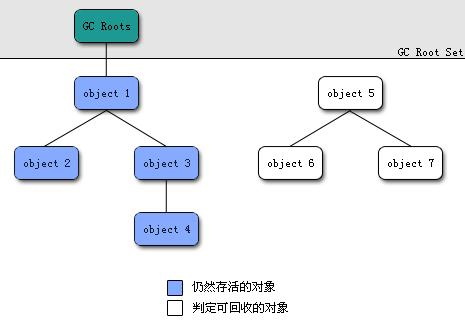 GC Roots
GC Root Set
object 1
object 5
object 2
object 3
object 6
object 7
object 4
仍然存活的对象
判定可回收的对象